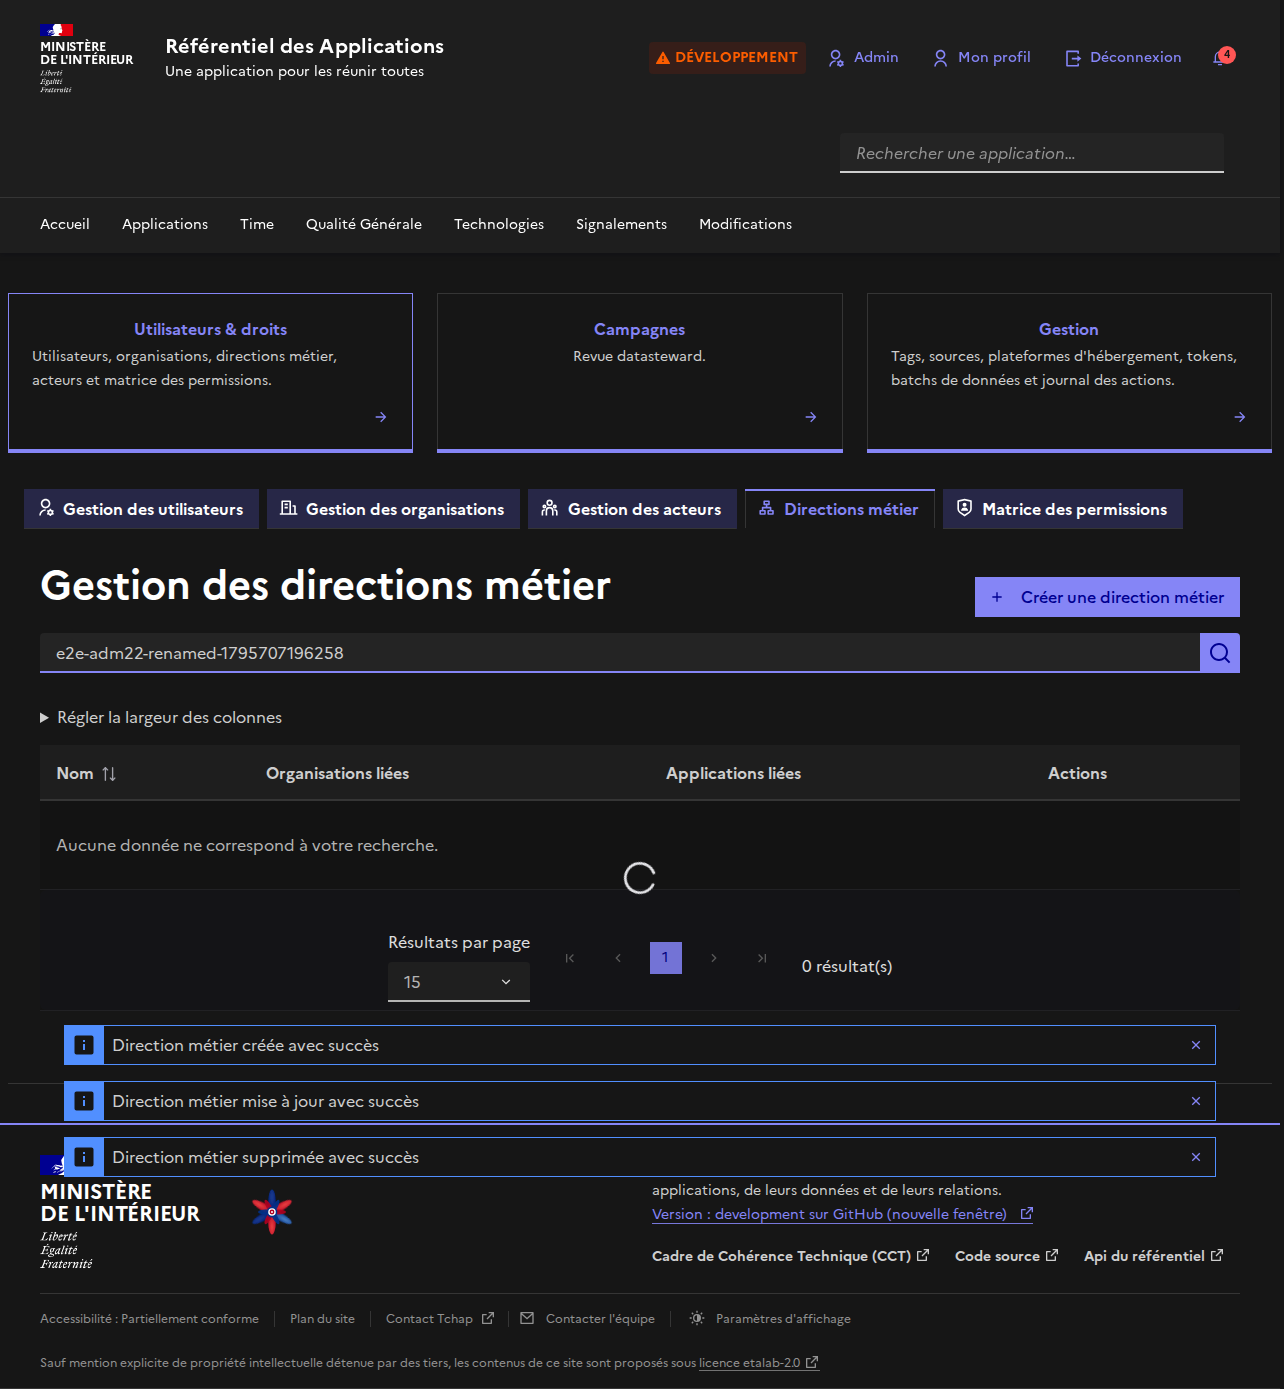 MINISTÈRE
DE L'INTÉRIEUR
Liberté
Égalité
Fraternité
Référentiel des Applications
Une application pour les réunir toutes
DÉVELOPPEMENT
Admin
Mon profil
Déconnexion
4
Rechercher une application...
Accueil
Applications
Time
Qualité Générale
Technologies
Signalements
Modifications
Utilisateurs & droits
Utilisateurs, organisations, directions métier,
acteurs et matrice des permissions.
Campagnes
Revue datasteward.
Gestion
Tags, sources, plateformes d'hébergement, tokens,
batchs de données et journal des actions.
Gestion des utilisateurs
Gestion des organisations
Gestion des acteurs
Directions métier
Matrice des permissions
Gestion des directions métier
+ Créer une direction métier
e2e-adm22-renamed-1795707196258
Régler la largeur des colonnes
Nom
Organisations liées
Applications liées
Actions
Aucune donnée ne correspond à votre recherche.
Résultats par page
15
1
0 résultat(s)
Direction métier créée avec succès
Direction métier mise à jour avec succès
Direction métier supprimée avec succès
MINISTÈRE
DE L'INTÉRIEUR
Liberté
Égalité
Fraternité
applications, de leurs données et de leurs relations.
Version : development sur GitHub (nouvelle fenêtre)
Cadre de Cohérence Technique (CCT)
Code source
Api du référentiel
Accessibilité : Partiellement conforme
Plan du site
Contact Tchap
Contacter l'équipe
Paramètres d'affichage
Sauf mention explicite de propriété intellectuelle détenue par des tiers, les contenus de ce site sont proposés sous licence etalab-2.0